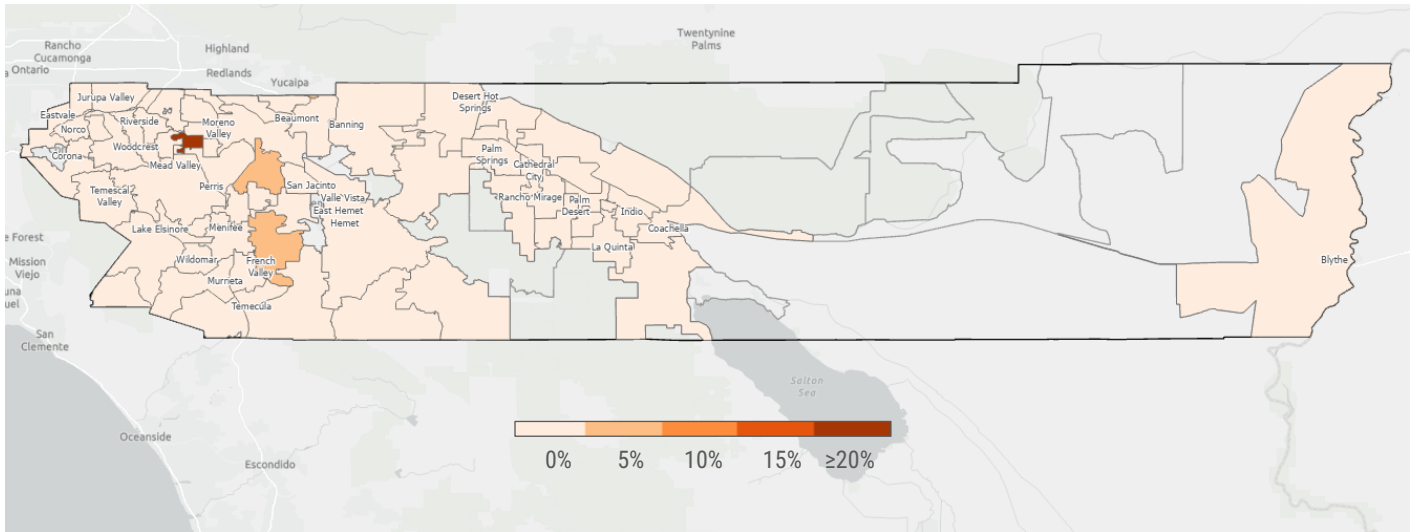 Twentynine
Palms
Rancho
Cucamonga
Ontario
Highland
Redlands
Yucaipa
Jurupa Valley
Eastvale
Norco
Riverside
Corona
Woodcrest
Moreno
Valley
Mead Valley
Beaumont
Banning
Desert Hot
Springs
Palm
Springs
Cathedral
City
Temescal
Valley
Perris
San Jacinto
Valle Vista
East Hemet
Hemet
Rancho Mirage
Palm
Desert
Indio
Coachella
Lake Elsinore
Menifee
La Quinta
e Forest
Mission
Viejo
una
uel
Wildomar
French
Valley
Murrieta
Temecula
Blythe
San
Clemente
Salton
Sea
Oceanside
Escondido
0% 5% 10% 15% ≥20%